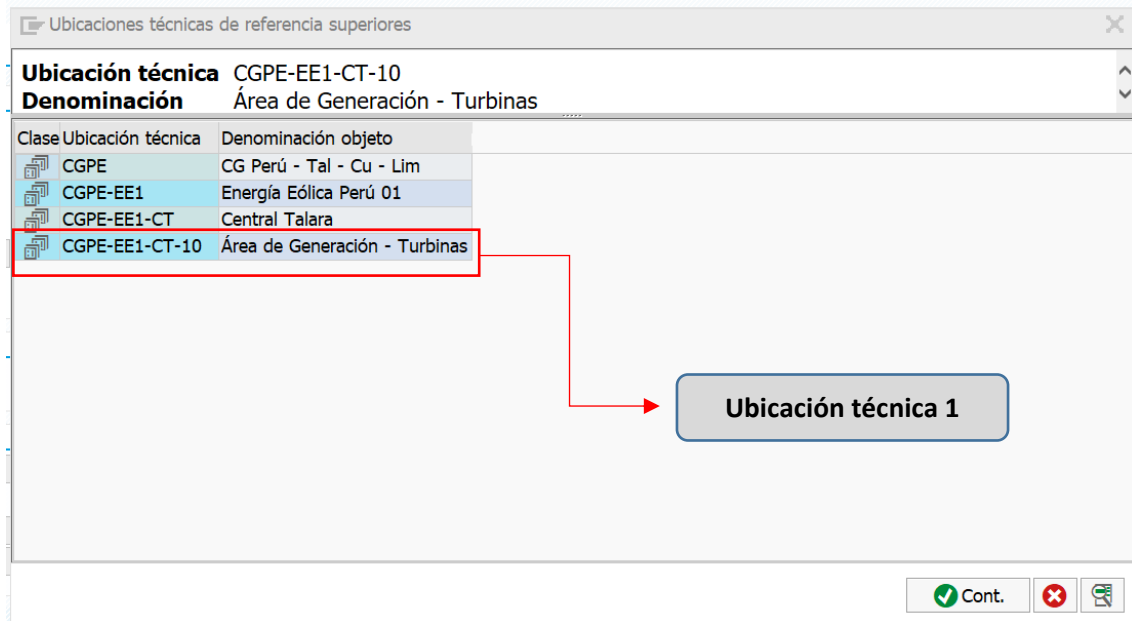 Ubicaciones técnicas de referencia superiores
Ubicación técnica CGPE-EE1-CT-10
Denominación Área de Generación - Turbinas
Clase Ubicación técnica Denominación objeto
CGPE CG Perú - Tal - Cu - Lim
CGPE-EE1 Energía Eólica Perú 01
CGPE-EE1-CT Central Talara
CGPE-EE1-CT-10 Área de Generación - Turbinas
Ubicación técnica 1
Cont.